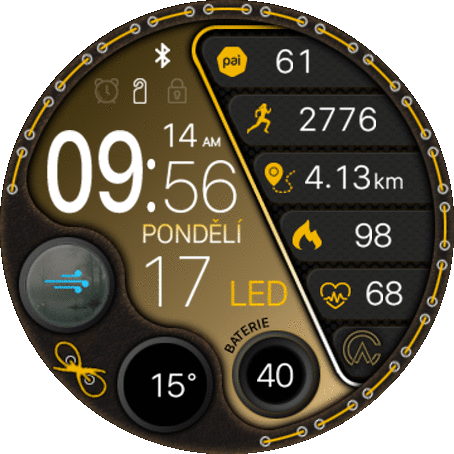 pai 61
14 AM
09:56
2776
4.13km
PONDĚLÍ
17 LED
98
68
BATERIE
15°
40